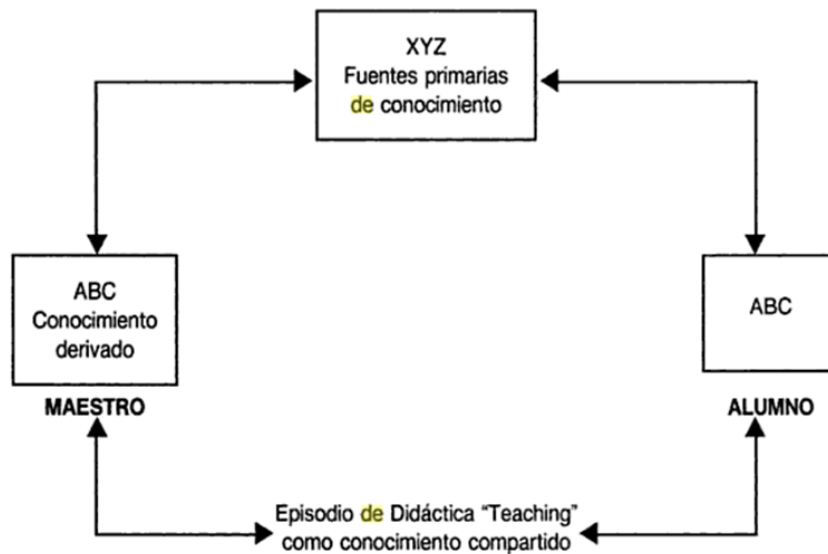 XYZ
Fuentes primarias
de conocimiento
ABC
Conocimiento
derivado
MAESTRO
ABC
ALUMNO
Episodio de Didáctica “Teaching”
como conocimiento compartido